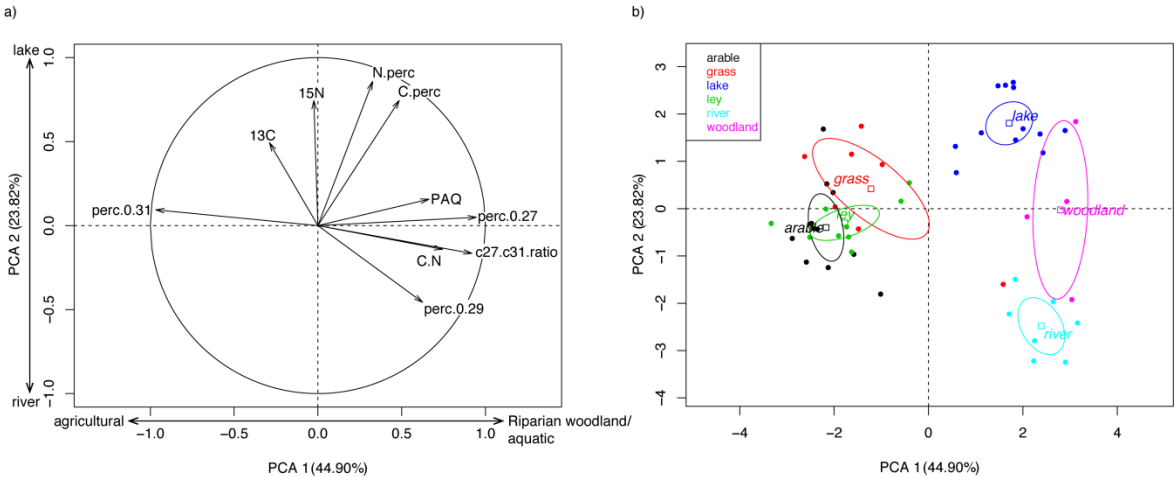 a)
lake
1.0
0.5
0.0
−0.5
−1.0
river
PCA 2 (23.82%)
N.perc
C.perc
15N
13C
PAQ
perc.0.31
perc.0.27
c27.c31.ratio
C.N
perc.0.29
agricultural
Riparian woodland/
aquatic
−1.0 −0.5 0.0 0.5 1.0
PCA 1 (44.90%)
b)
arable
grass
lake
ley
river
woodland
3
2
1
0
−1
−2
−3
−4
PCA 2 (23.82%)
lake
grass
ley
arable
woodland
river
−4 −2 0 2 4
PCA 1 (44.90%)